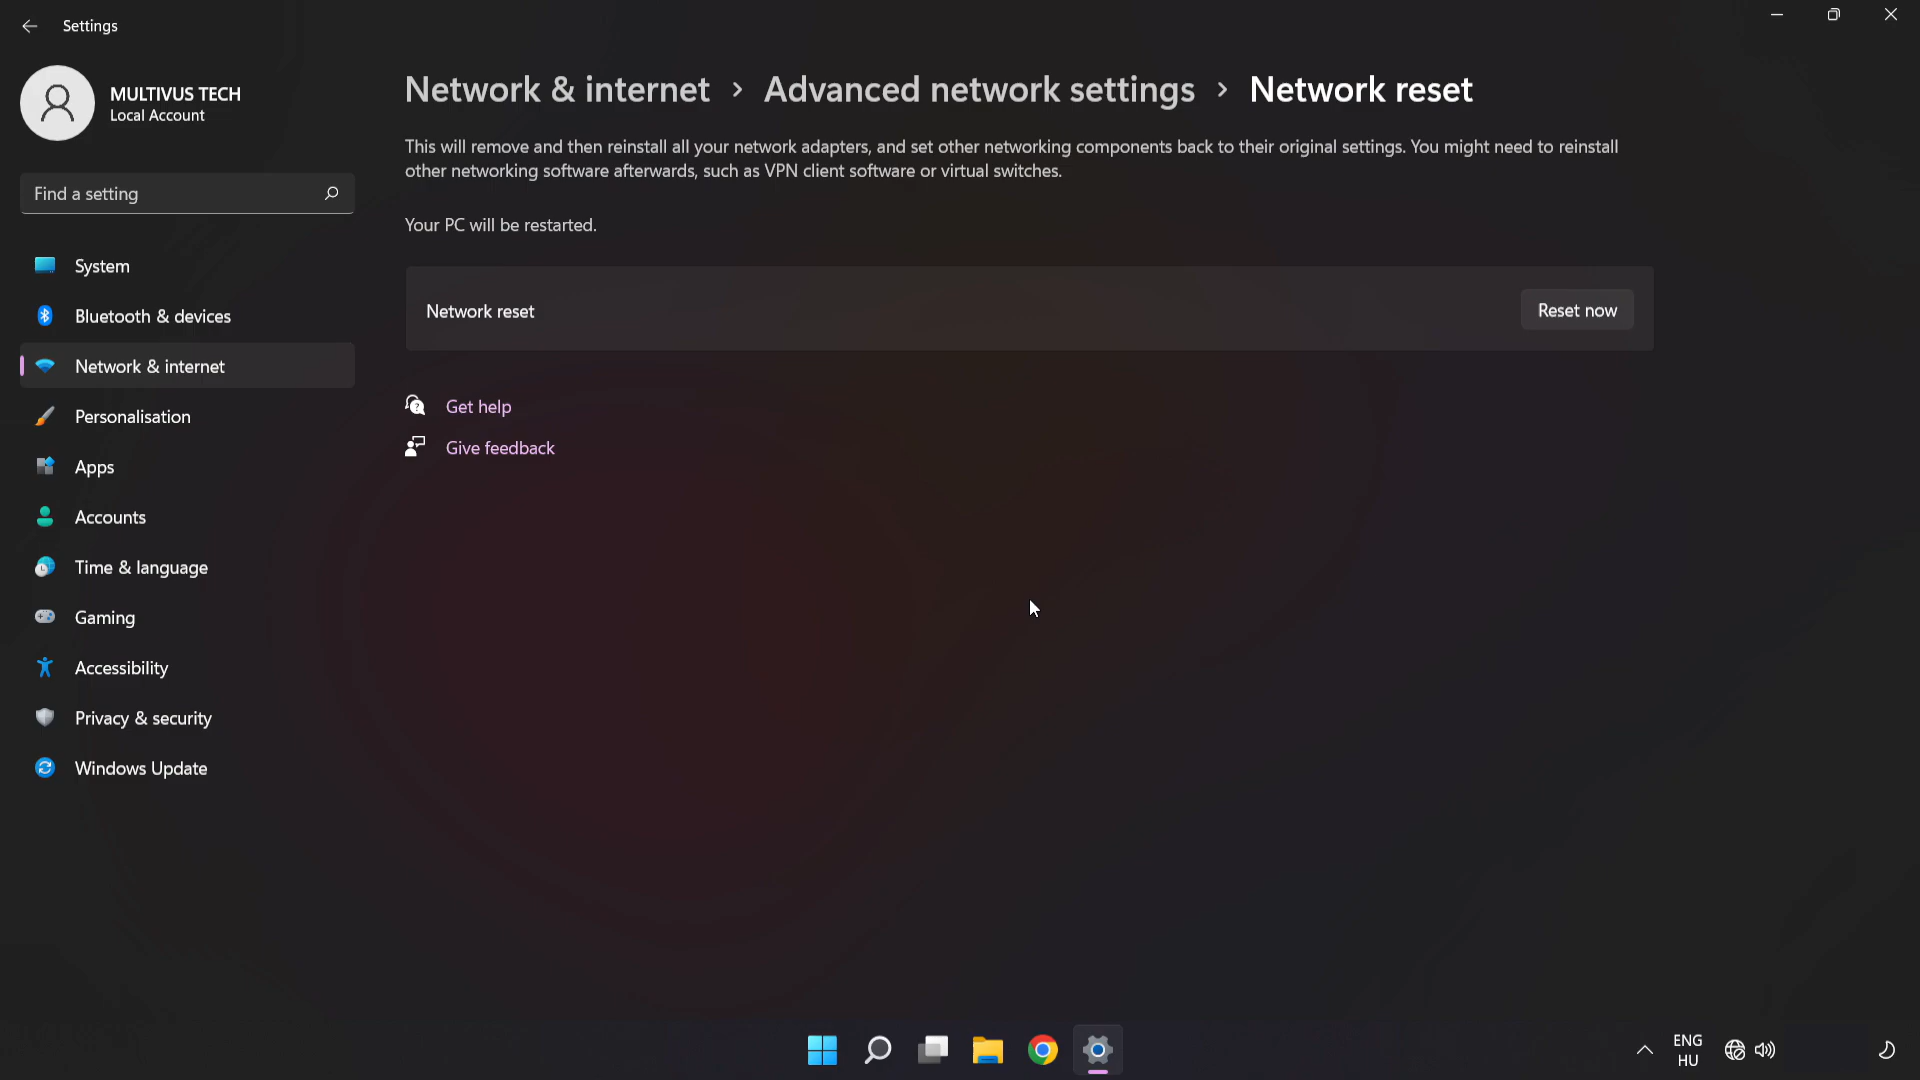 Settings
MULTIVUS TECH
Local Account
Find a setting
System
Bluetooth & devices
Network & internet
Personalisation
Apps
Accounts
Time & language
Gaming
Accessibility
Privacy & security
Windows Update
Network & internet > Advanced network settings > Network reset
This will remove and then reinstall all your network adapters, and set other networking components back to their original settings. You might need to reinstall
other networking software afterwards, such as VPN client software or virtual switches.
Your PC will be restarted.
Network reset
Reset now
Get help
Give feedback
ENG
HU